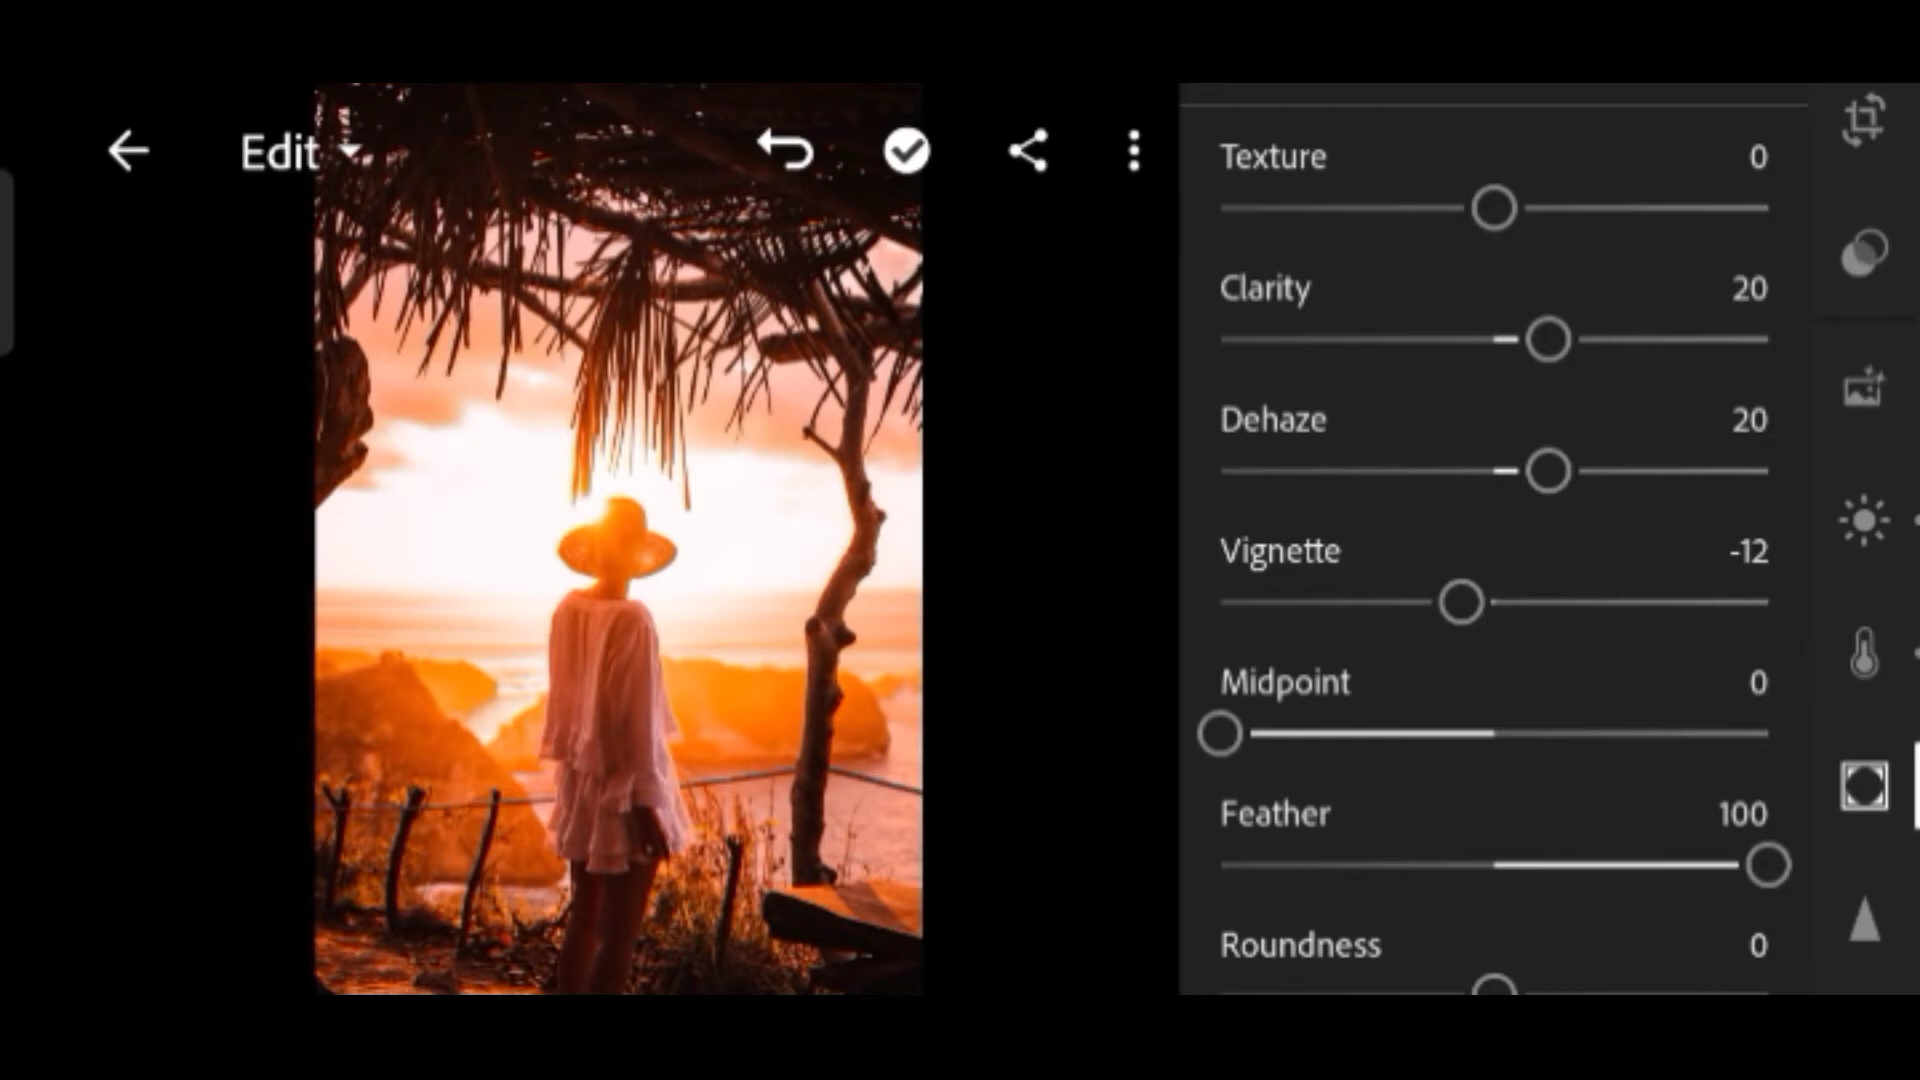 Edit
Texture 0
Clarity 20
Dehaze 20
Vignette -12
Midpoint 0
Feather 100
Roundness 0